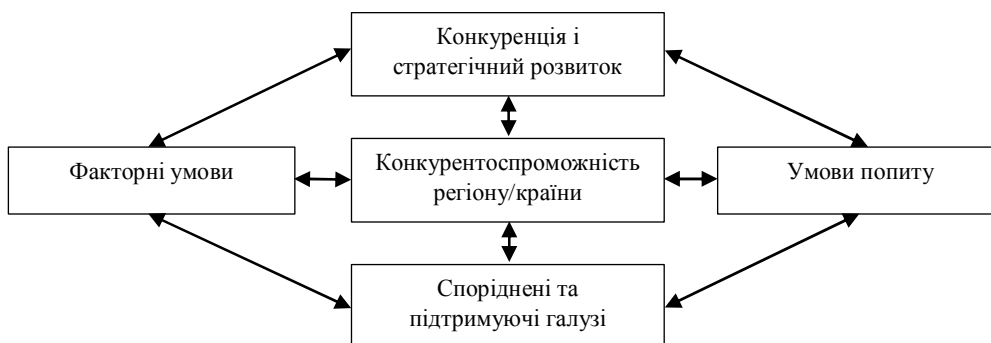 Конкуренція і
стратегічний розвиток
Факторні умови
Конкурентоспроможність
регіону/країни
Умови попиту
Споріднені та
підтримуючі галузі